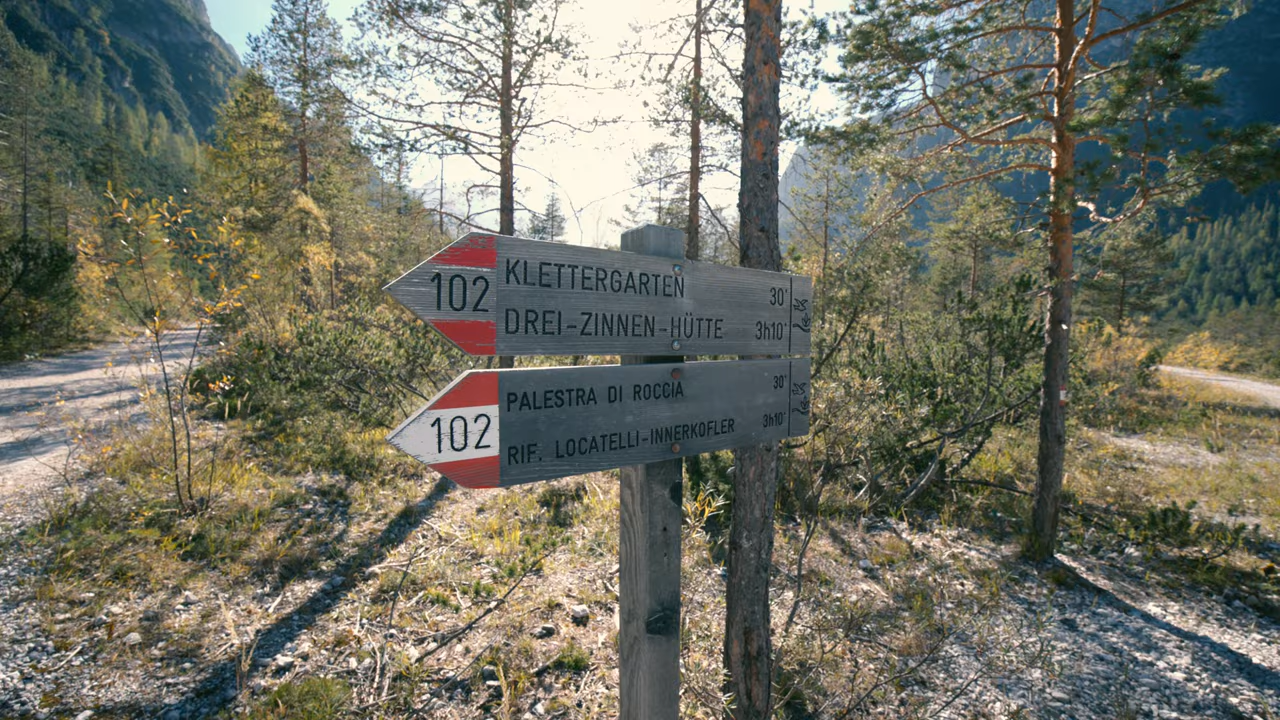 102
KLETTERGARTEN 30'
DREI-ZINNEN-HÜTTE 3h10'
102
PALESTRA DI ROCCIA 30'
RIF. LOCATELLI-INNERKOFLER 3h10'